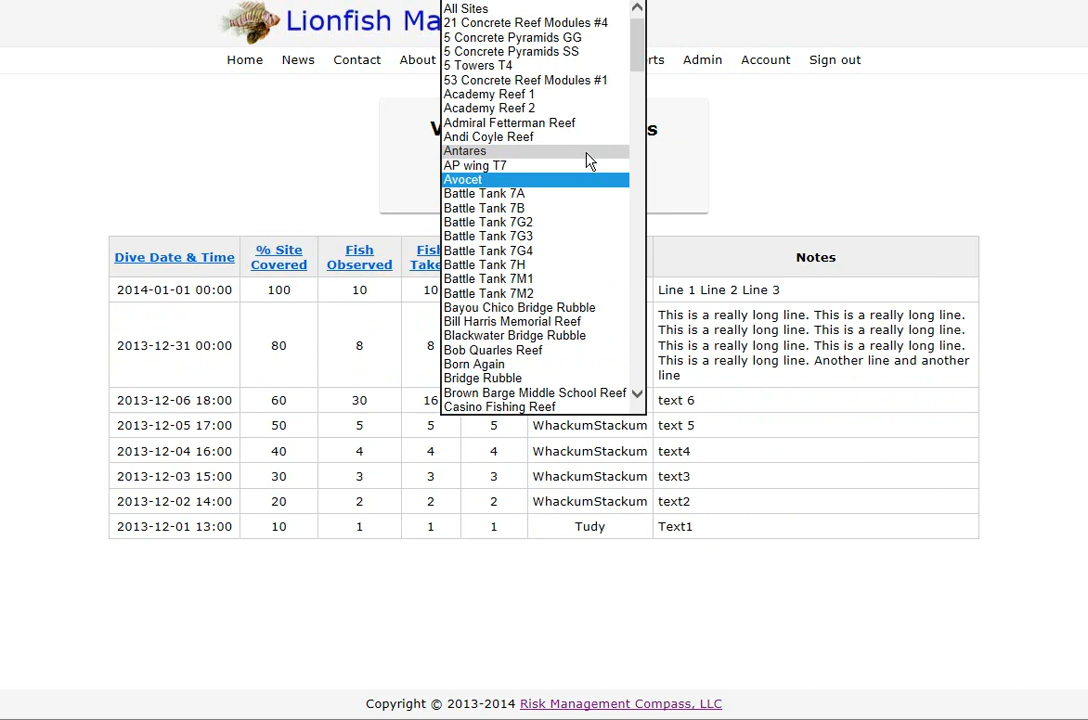 Lionfish Ma
Home News Contact About rts Admin Account Sign out
All Sites
21 Concrete Reef Modules #4
5 Concrete Pyramids GG
5 Concrete Pyramids SS
5 Towers T4
53 Concrete Reef Modules #1
Academy Reef 1
Academy Reef 2
Admiral Fetterman Reef
Andi Coyle Reef
Antares
AP wing T7
Avocet
Battle Tank 7A
Battle Tank 7B
Battle Tank 7G2
Battle Tank 7G3
Battle Tank 7G4
Battle Tank 7H
Battle Tank 7M1
Battle Tank 7M2
Bayou Chico Bridge Rubble
Bill Harris Memorial Reef
Blackwater Bridge Rubble
Bob Quarles Reef
Born Again
Bridge Rubble
Brown Barge Middle School Reef
Casino Fishing Reef
Dive Date & Time % Site Covered Fish Observed Fish Take Notes
2014-01-01 00:00 100 10 10 Line 1 Line 2 Line 3
2013-12-31 00:00 80 8 8 This is a really long line. This is a really long line.
This is a really long line. This is a really long line.
This is a really long line. This is a really long line.
This is a really long line. Another line and another
line
2013-12-06 18:00 60 30 16 text 6
2013-12-05 17:00 50 5 5 5 WhackumStackum text 5
2013-12-04 16:00 40 4 4 4 WhackumStackum text4
2013-12-03 15:00 30 3 3 3 WhackumStackum text3
2013-12-02 14:00 20 2 2 2 WhackumStackum text2
2013-12-01 13:00 10 1 1 1 Tudy Text1
Copyright © 2013-2014 Risk Management Compass, LLC